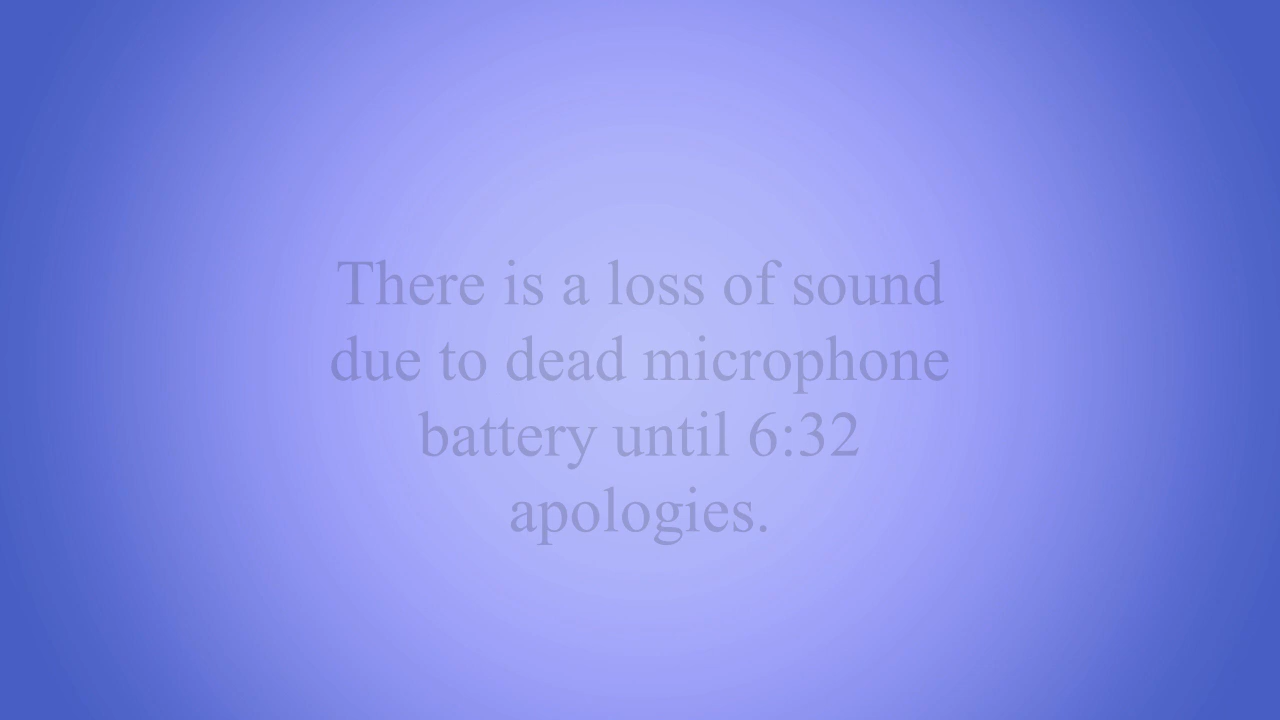 There is a loss of sound
due to dead microphone
battery until 6:32
apologies.